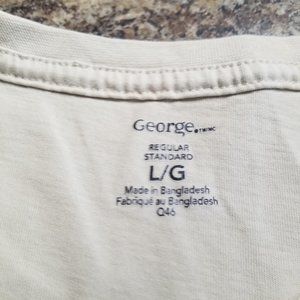 George.
REGULAR
STANDARD
L/G
Made in Bangladesh
Fabriqué au Bangladesh
Q46